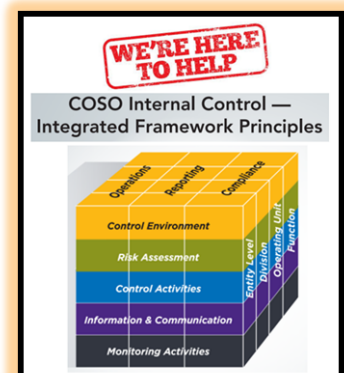 WE'RE HERE
TO HELP
COSO Internal Control —
Integrated Framework Principles
Operations
Reporting
Compliance
Control Environment
Risk Assessment
Control Activities
Information & Communication
Monitoring Activities
Entity Level
Division
Operating Unit
Function